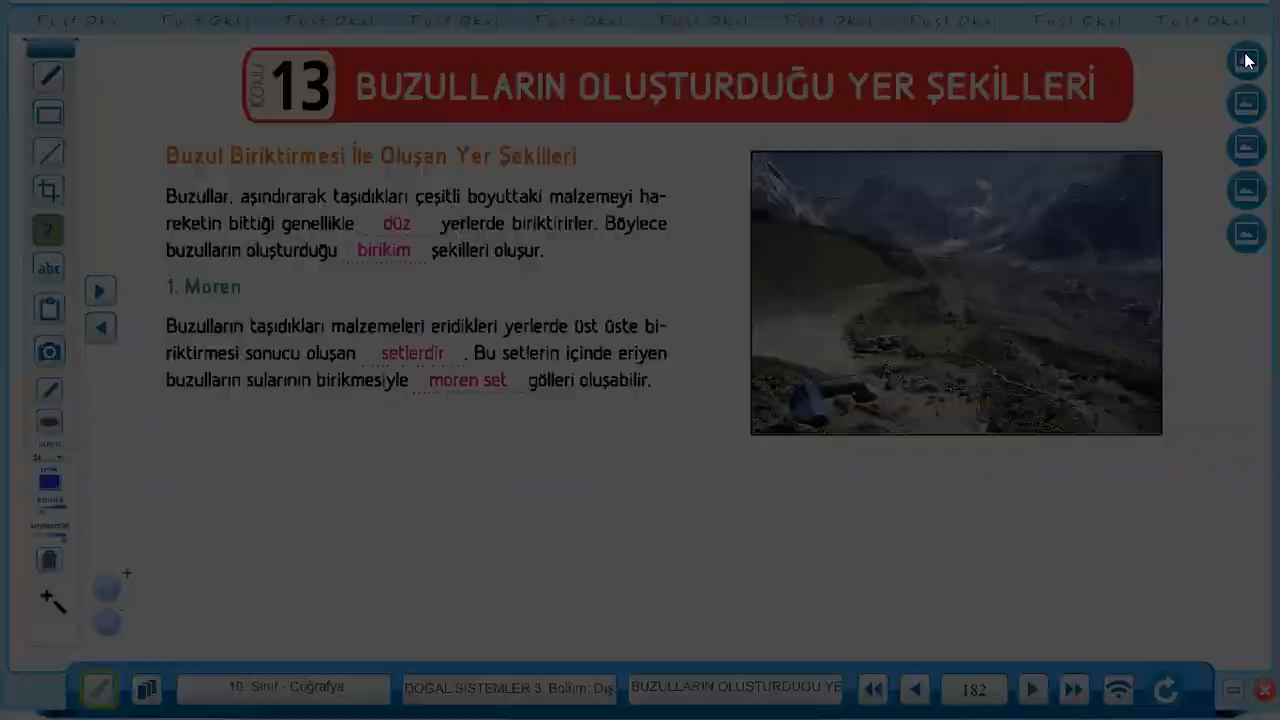 KONU 13 BUZULLARIN OLUŞTURDUĞU YER ŞEKİLLERİ
Buzul Biriktirmesi İle Oluşan Yer Şekilleri
Buzullar, aşındırarak taşıdıkları çeşitli boyuttaki malzemeyi ha-
reketin bittiği genellikle düz yerlerde biriktirirler. Böylece
buzulların oluşturduğu birikim şekilleri oluşur.
1. Moren
Buzulların taşıdıkları malzemeleri eridikleri yerlerde üst üste bi-
riktirmesi sonucu oluşan setlerdir . Bu setlerin içinde eriyen
buzulların sularının birikmesiyle moren set gölleri oluşabilir.
?
abc
10. Sınıf - Coğrafya
DOĞAL SİSTEMLER 3. Bölüm: Dış
BUZULLARIN OLUŞTURDUĞU YE
182